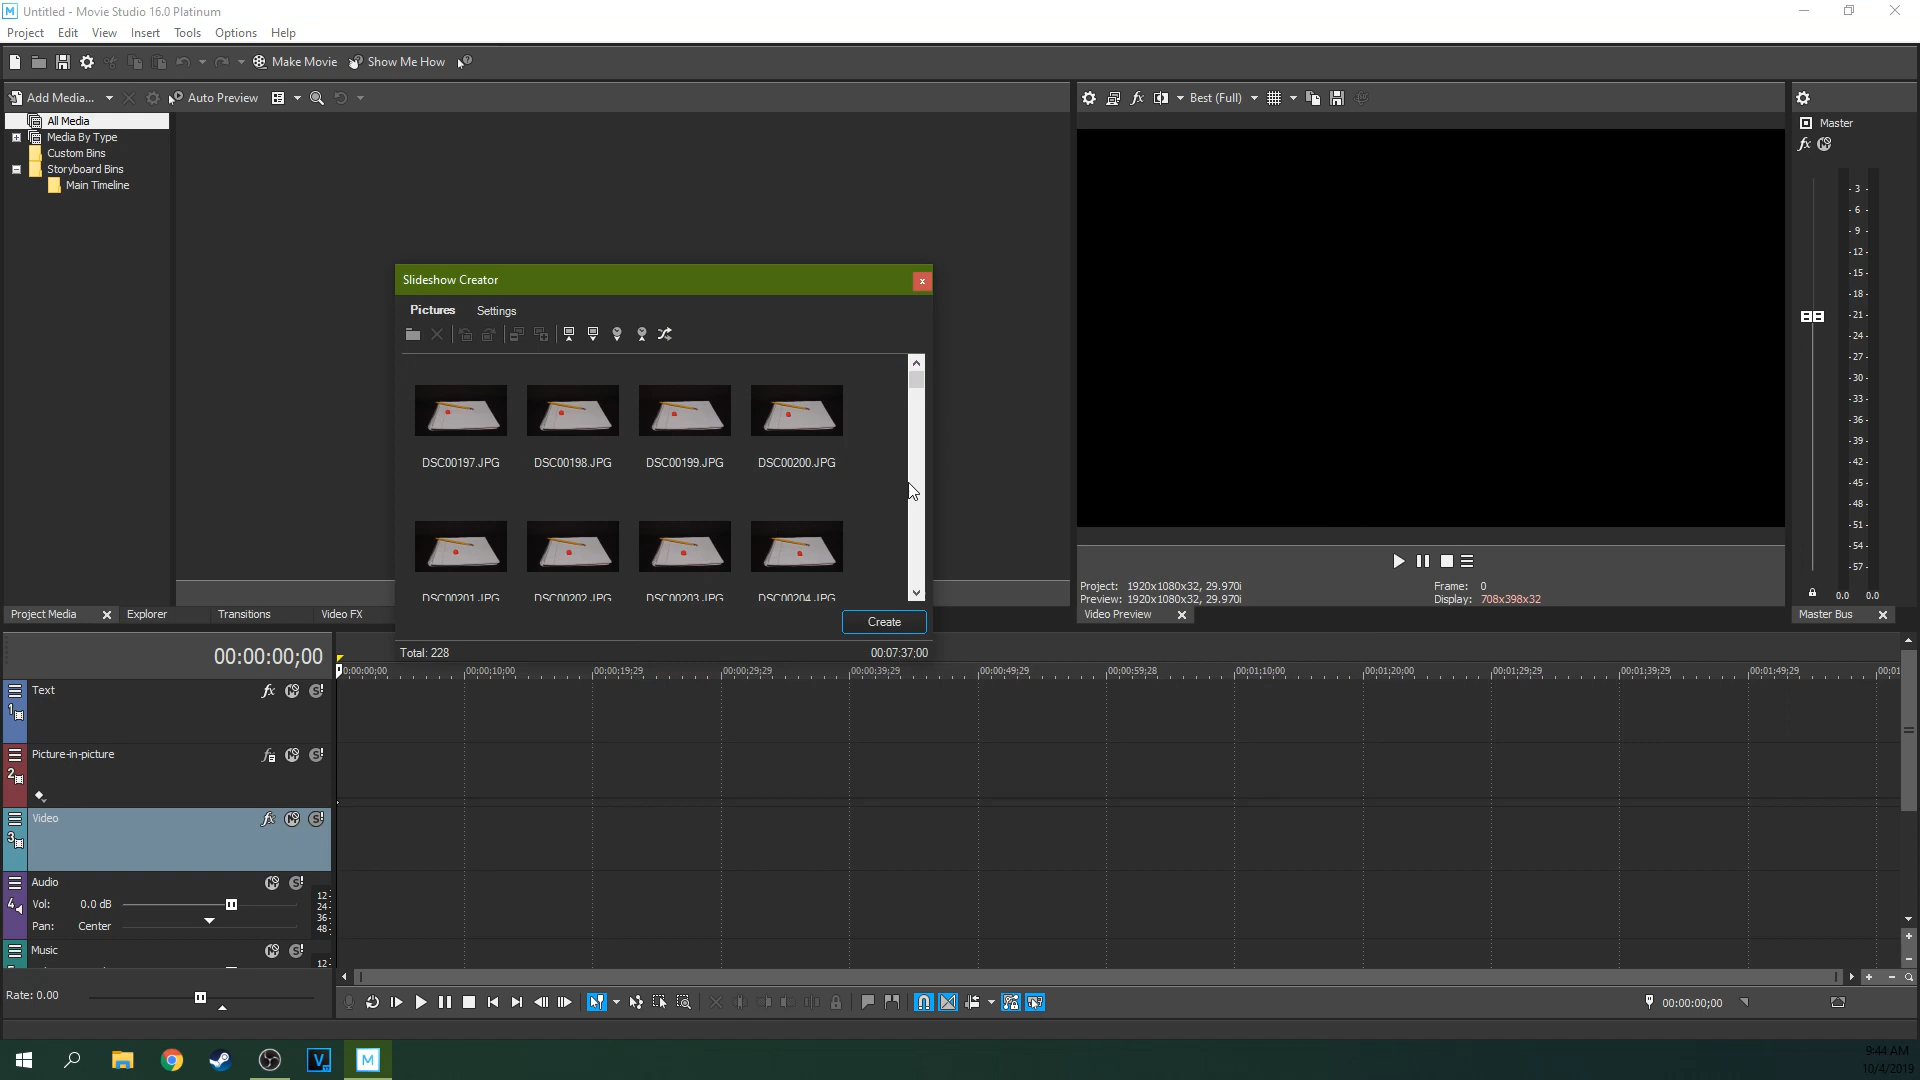 Untitled - Movie Studio 16.0 Platinum
Project Edit View Insert Tools Options Help
Make Movie Show Me How
Add Media... Auto Preview
Best (Full)
All Media
Media By Type
Custom Bins
Storyboard Bins
Main Timeline
Master
fx
-3-
-6-
-9-
-12-
-15-
-18-
-21-
-24-
-27-
-30-
-33-
-36-
-39-
-42-
-45-
-48-
-51-
-54-
-57-
0.0 0.0
Slideshow Creator
Pictures Settings
DSC00197.JPG DSC00198.JPG DSC00199.JPG DSC00200.JPG
DSC00201.JPG DSC00202.JPG DSC00203.JPG DSC00204.JPG
Create
Total: 228 00:07:37;00
Project: 1920x1080x32, 29.970i Frame: 0
Preview: 1920x1080x32, 29.970i Display: 708x398x32
Project Media Explorer Transitions Video FX
Video Preview
Master Bus
00:00:00;00
0:00:00;00 00:00:10;00 00:00:19;29 00:00:29;29 00:00:39;29 00:00:49;29 00:00:59;28 00:01:10;00 00:01:20;00 00:01:29;29 00:01:39;29 00:01:49;29 00:01
1 Text fx
2 Picture-in-picture
3 Video fx
Audio
4 Vol: 0.0 dB
Pan: Center
12-
24-
36-
48-
Music
12-
Rate: 0.00
00:00:00;00
9:44 AM
10/4/2019